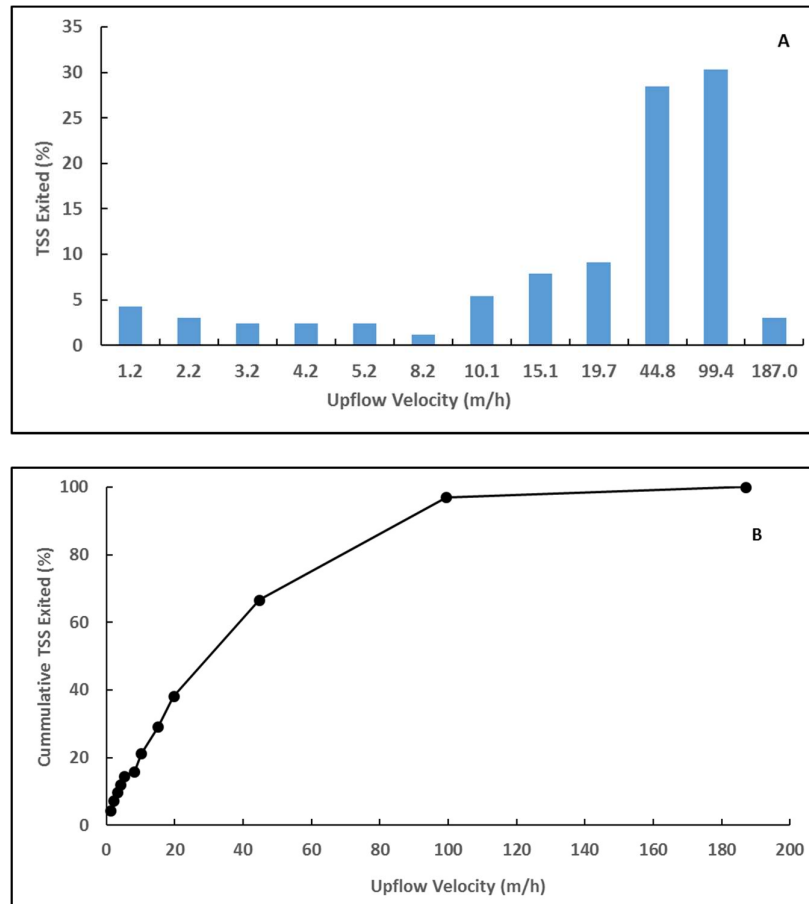 A
35
30
25
20
15
10
5
0
TSS Exited (%)
1.2 2.2 3.2 4.2 5.2 8.2 10.1 15.1 19.7 44.8 99.4 187.0
Upflow Velocity (m/h)
B
100
80
60
40
20
0
Cummulative TSS Exited (%)
0 20 40 60 80 100 120 140 160 180 200
Upflow Velocity (m/h)